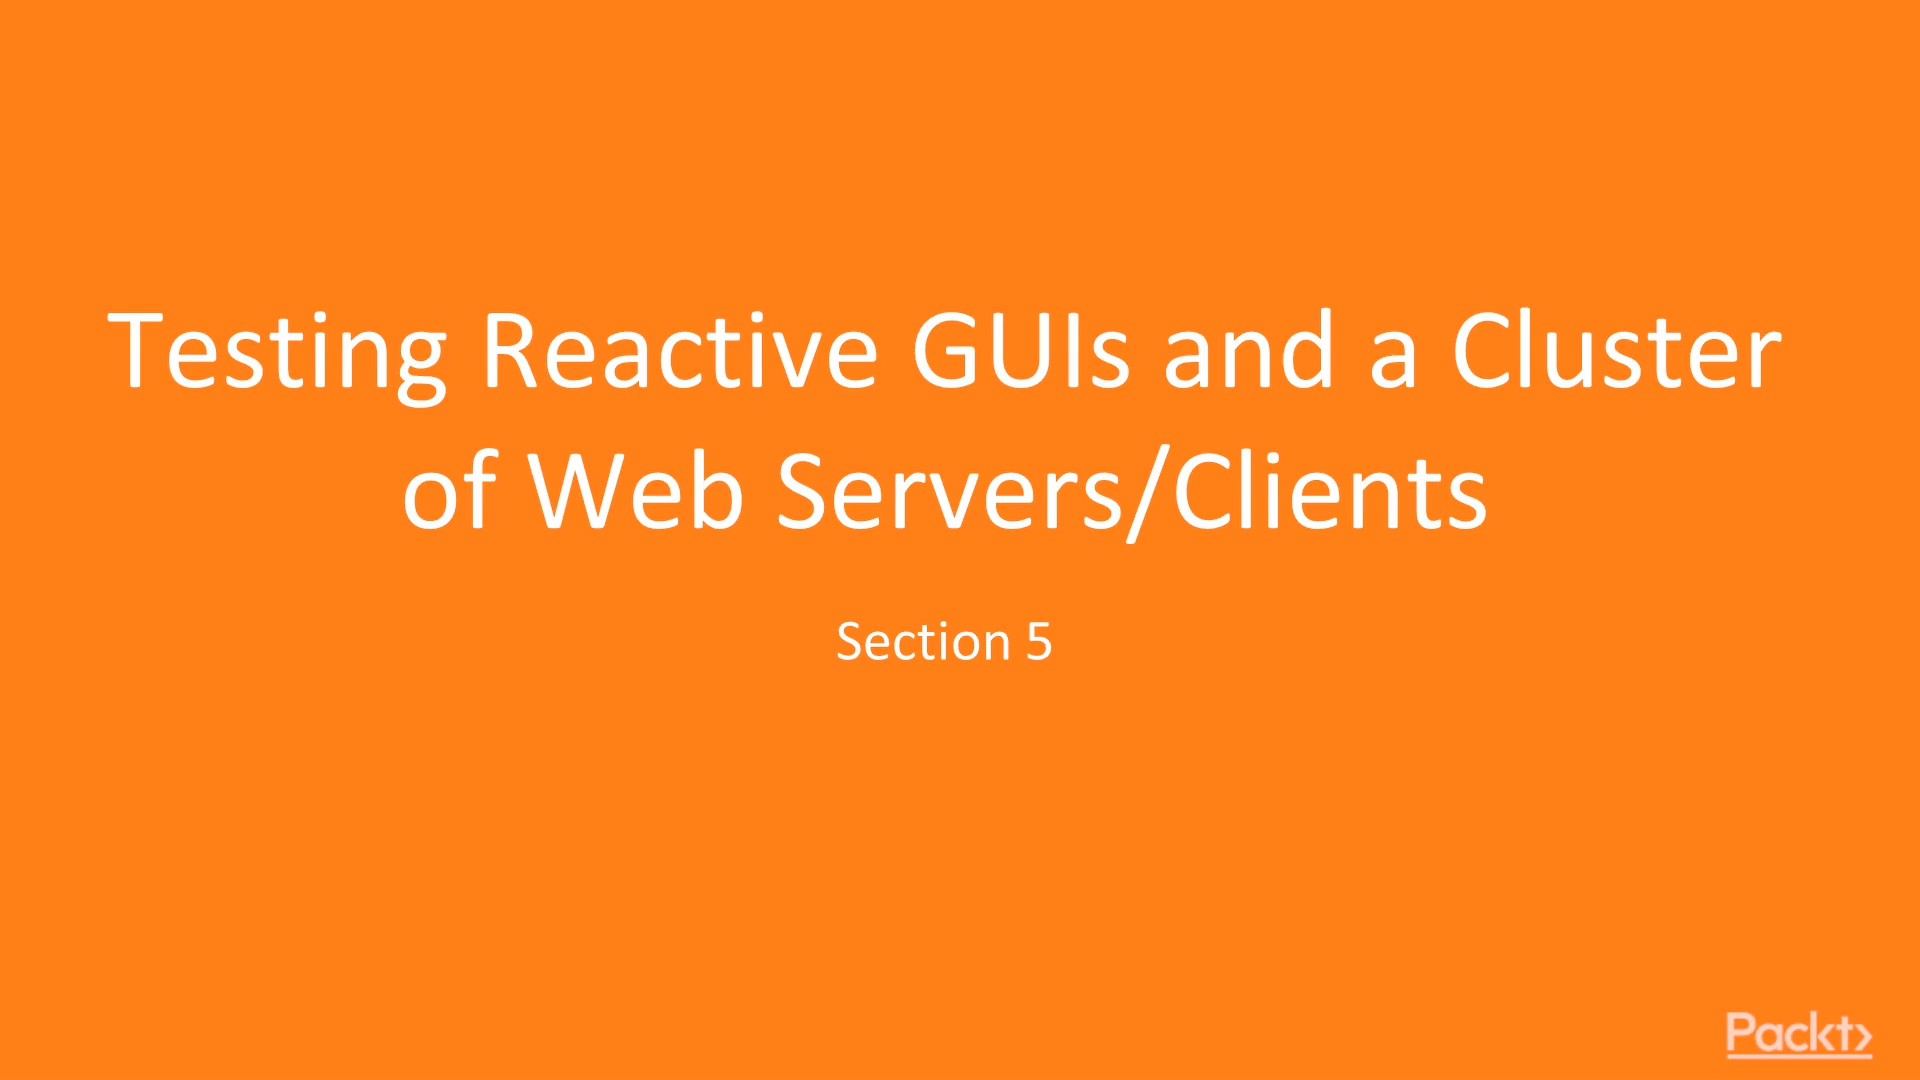 Testing Reactive GUIs and a Cluster
of Web Servers/Clients
Section 5
Packt>